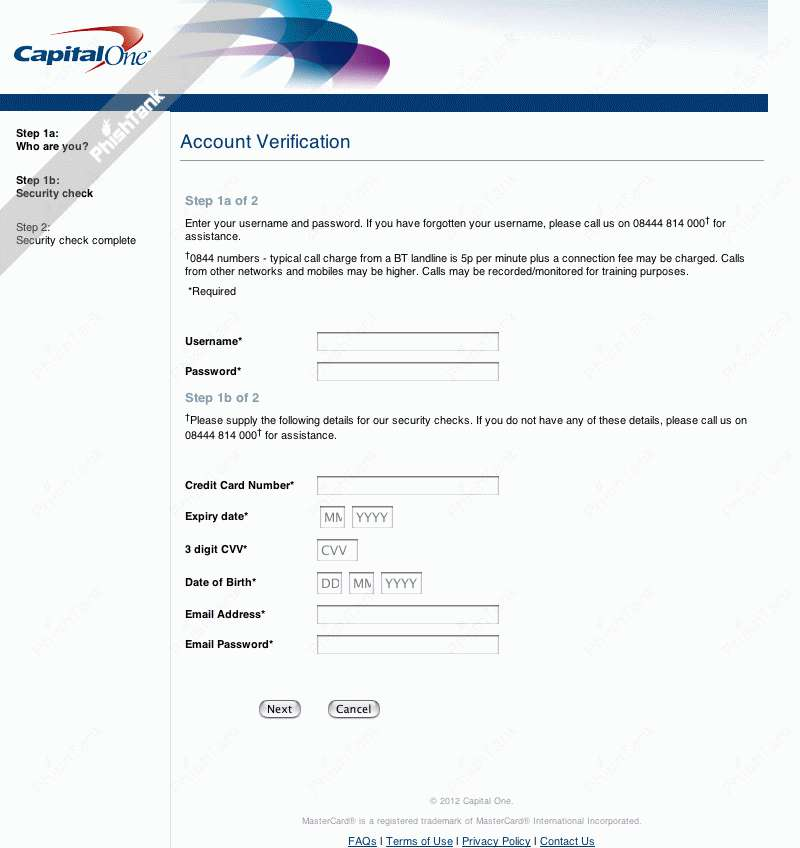 CapitalOne
PhishTank
Step 1a:
Who are you?
Step 1b:
Security check
Step 2:
Security check complete
Account Verification
Step 1a of 2
Enter your username and password. If you have forgotten your username, please call us on 08444 814 000† for
assistance.
†0844 numbers - typical call charge from a BT landline is 5p per minute plus a connection fee may be charged. Calls
from other networks and mobiles may be higher. Calls may be recorded/monitored for training purposes.
*Required
Username*
Password*
Step 1b of 2
†Please supply the following details for our security checks. If you do not have any of these details, please call us on
08444 814 000† for assistance.
Credit Card Number*
Expiry date* MM YYYY
3 digit CVV* CVV
Date of Birth* DD MM YYYY
Email Address*
Email Password*
Next Cancel
© 2012 Capital One.
MasterCard® is a registered trademark of MasterCard® International Incorporated.
FAQs | Terms of Use | Privacy Policy | Contact Us